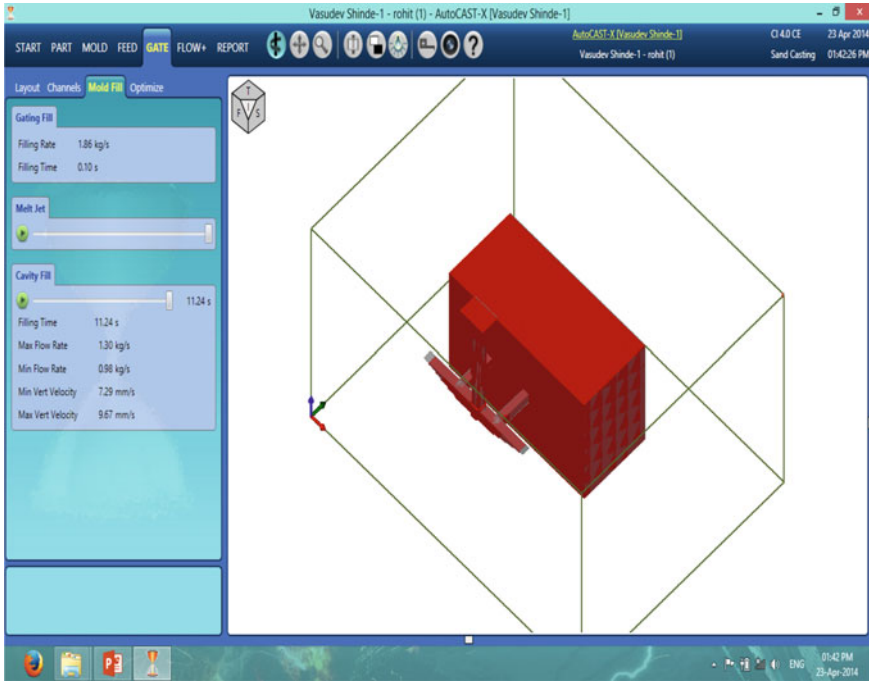 Vasudev Shinde-1 - rohit (1) - AutoCAST-X [Vasudev Shinde-1]
START PART MOLD FEED GATE FLOW+ REPORT
AutoCAST-X [Vasudev Shinde-1]
Vasudev Shinde-1 - rohit (1)
CI 4.0 CE 23 Apr 2014
Sand Casting 01:42:26 PM
Layout Channels Mold Fill Optimize
Gating Fill
Filling Rate 1.86 kg/s
Filling Time 0.10 s
Melt Jet
Cavity Fill
11.24 s
Filling Time 11.24 s
Max Flow Rate 1.30 kg/s
Min Flow Rate 0.98 kg/s
Min Vert Velocity 7.29 mm/s
Max Vert Velocity 9.67 mm/s
T
F S
ENG
01:42 PM
23-Apr-2014